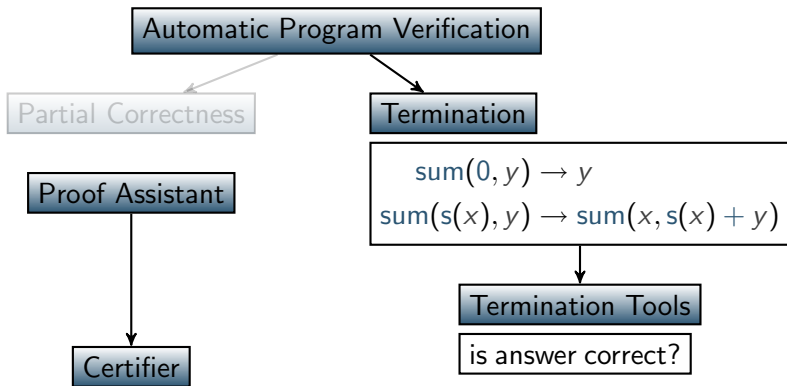 Automatic Program Verification
Partial Correctness
Termination
sum(0, y) → y
Proof Assistant
sum(s(x), y) → sum(x, s(x) + y)
Termination Tools
is answer correct?
Certifier